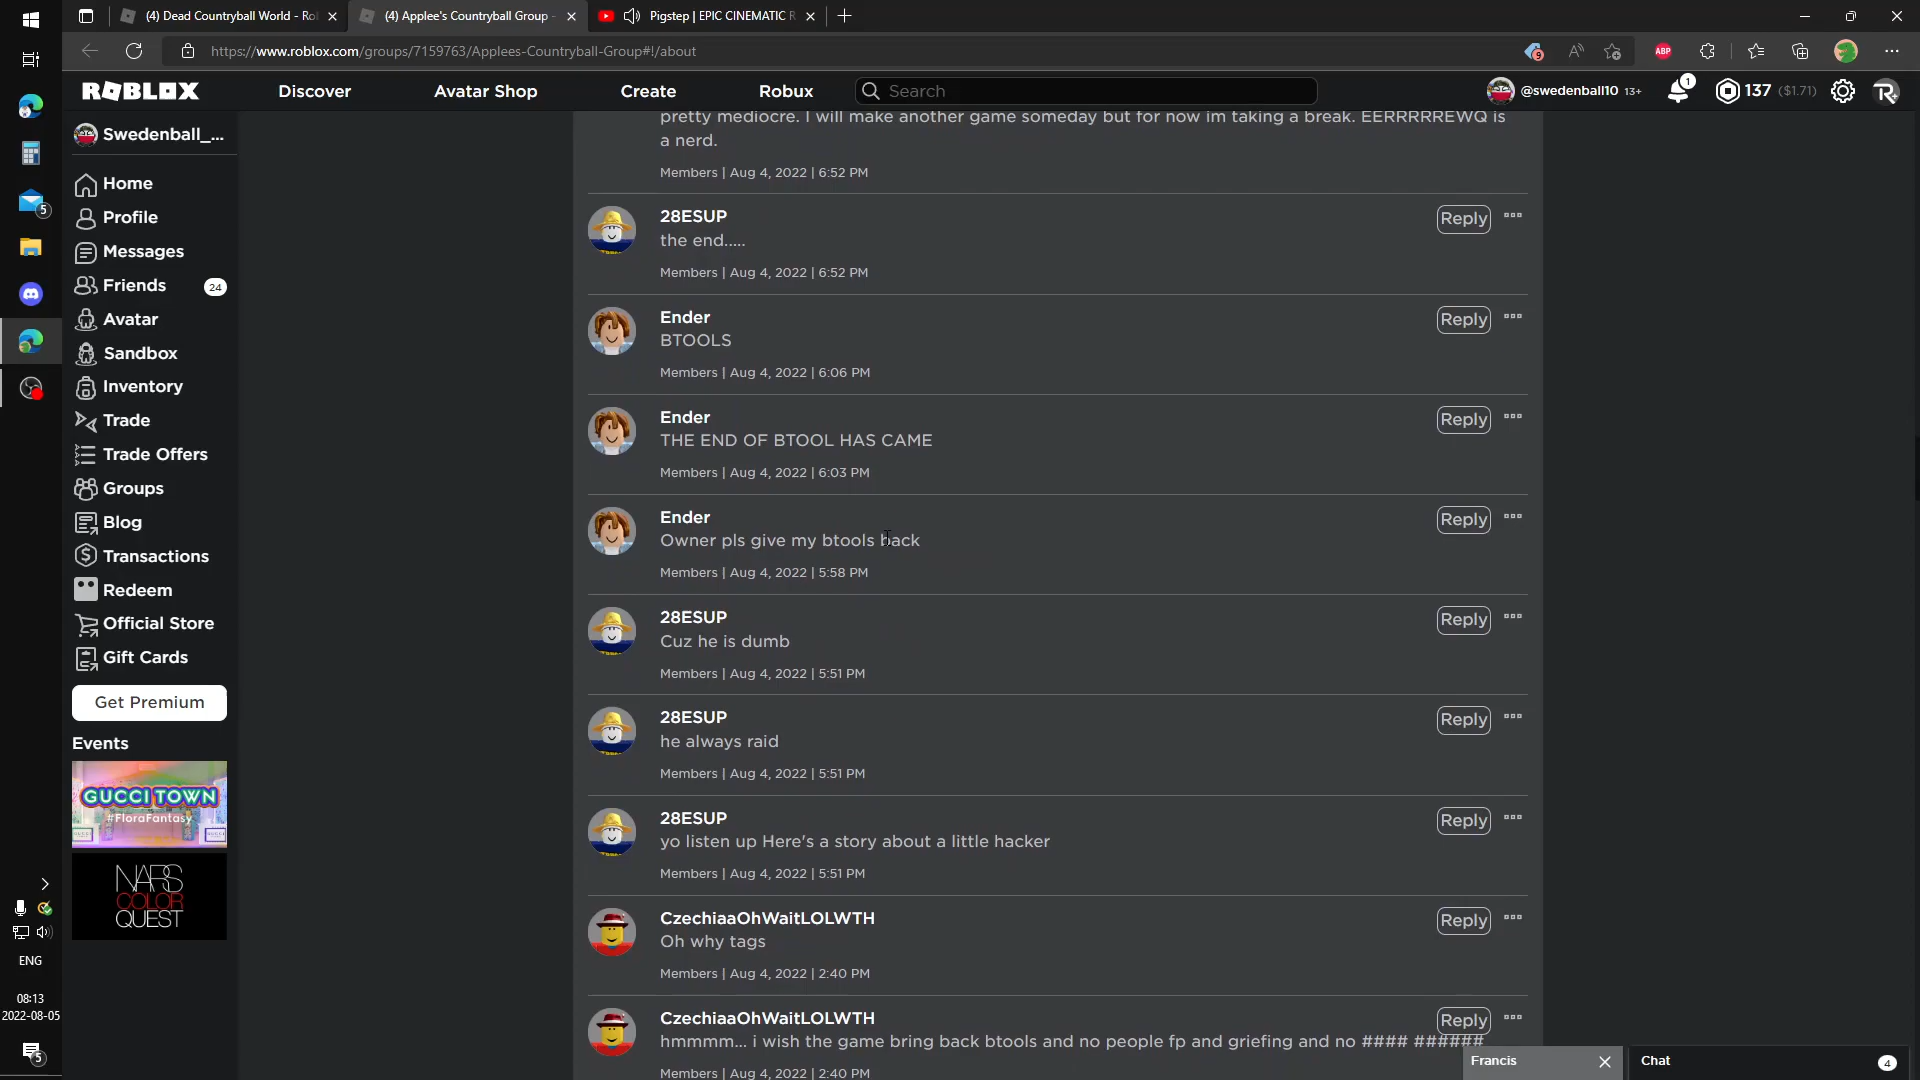 (4) Dead Countryball World - Ro
(4) Applee's Countryball Group -
Pigstep | EPIC CINEMATIC R
https://www.roblox.com/groups/7159763/Applees-Countryball-Group#!/about
9
ABP
ROBLOX
Discover
Avatar Shop
Create
Robux
Search
@swedenball10 13+
1
137 ($1.71)
Swedenball_...
Home
Profile
Messages
Friends
24
Avatar
Sandbox
Inventory
Trade
Trade Offers
Groups
Blog
Transactions
Redeem
Official Store
Gift Cards
Get Premium
Events
GUCCI TOWN
#FloraFantasy
NARS
COLOR
QUEST
5
ENG
08:13
2022-08-05
5
pretty mediocre. I will make another game someday but for now im taking a break. EERRRRREWQ is
a nerd.
Members | Aug 4, 2022 | 6:52 PM
28ESUP
Reply
the end.....
Members | Aug 4, 2022 | 6:52 PM
Ender
Reply
BTOOLS
Members | Aug 4, 2022 | 6:06 PM
Ender
Reply
THE END OF BTOOL HAS CAME
Members | Aug 4, 2022 | 6:03 PM
Ender
Reply
Owner pls give my btools back
Members | Aug 4, 2022 | 5:58 PM
28ESUP
Reply
Cuz he is dumb
Members | Aug 4, 2022 | 5:51 PM
28ESUP
Reply
he always raid
Members | Aug 4, 2022 | 5:51 PM
28ESUP
Reply
yo listen up Here's a story about a little hacker
Members | Aug 4, 2022 | 5:51 PM
CzechiaaOhWaitLOLWTH
Reply
Oh why tags
Members | Aug 4, 2022 | 2:40 PM
CzechiaaOhWaitLOLWTH
Reply
hmmmm... i wish the game bring back btools and no people fp and griefing and no #### ######
Members | Aug 4, 2022 | 2:40 PM
Francis
Chat
4